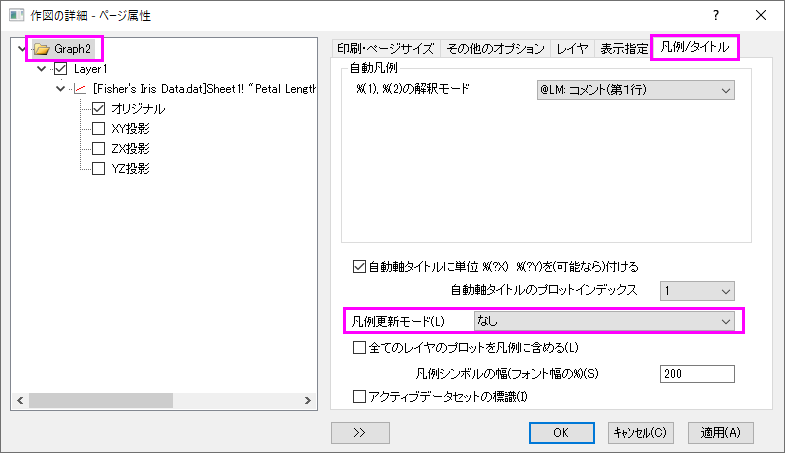 作図の詳細 - ページ属性
?
Graph2
Layer1
[Fisher's Iris Data.dat]Sheet1! "Petal Length
オリジナル
XY投影
ZX投影
YZ投影
印刷・ページサイズ
その他のオプション
レイヤ
表示指定
凡例/タイトル
自動凡例
%(1), %(2)の解釈モード
@LM: コメント(第1行)
自動軸タイトルに単位 %(?X) %(?Y)を(可能なら)付ける
自動軸タイトルのプロットインデックス
1
凡例更新モード(L)
なし
全てのレイヤのプロットを凡例に含める(L)
凡例シンボルの幅(フォント幅の%)(S)
200
アクティブデータセットの標識(I)
>>
OK
キャンセル(C)
適用(A)